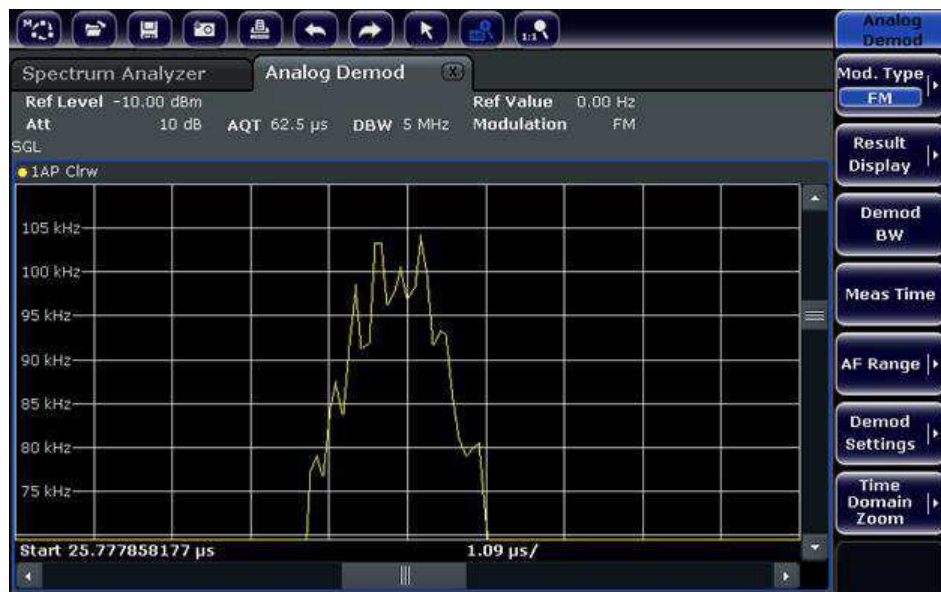 M
1:1
Analog
Demod
Spectrum Analyzer
Analog Demod
X
Ref Level -10.00 dBm
Ref Value 0.00 Hz
Att 10 dB AQT 62.5 µs DBW 5 MHz Modulation FM
SGL
1AP Clrw
105 kHz
100 kHz
95 kHz
90 kHz
85 kHz
80 kHz
75 kHz
Start 25.777858177 µs
1.09 µs/
Mod. Type
FM
Result
Display
Demod
BW
Meas Time
AF Range
Demod
Settings
Time
Domain
Zoom